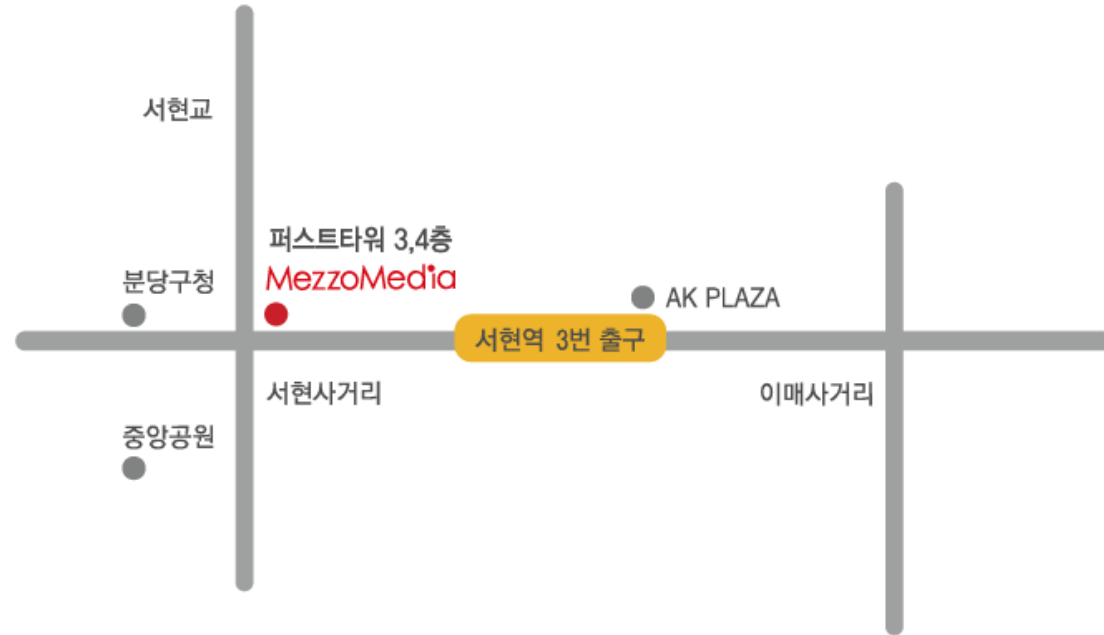 서현교
퍼스트타워 3,4층
MezzoMedia
분당구청
AK PLAZA
서현역 3번 출구
서현사거리
이매사거리
중앙공원